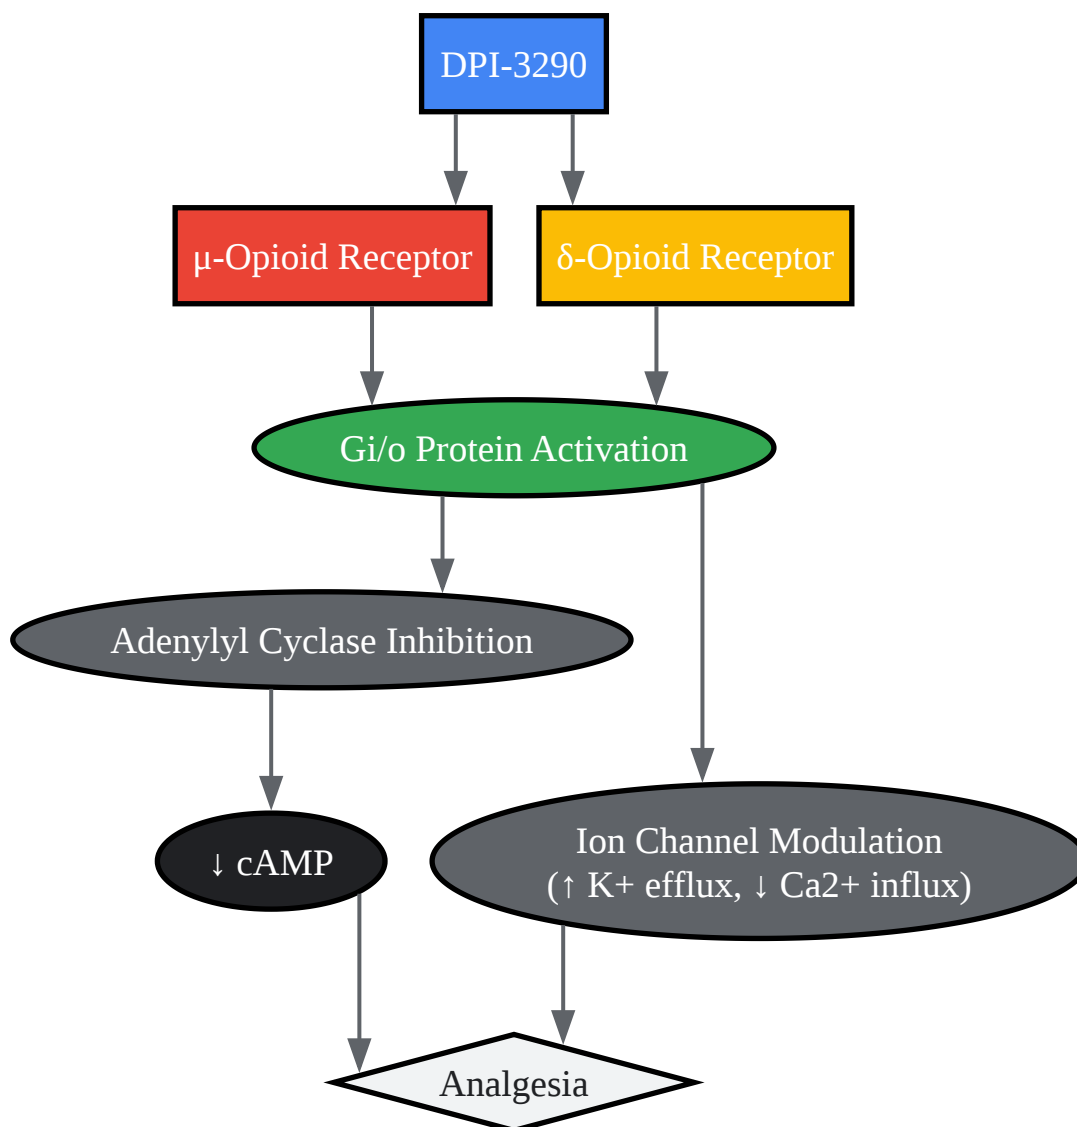 DPI-3290
μ-Opioid Receptor
δ-Opioid Receptor
Gi/o Protein Activation
Adenylyl Cyclase Inhibition
↓ cAMP
Ion Channel Modulation
(↑ K+ efflux, ↓ Ca2+ influx)
Analgesia